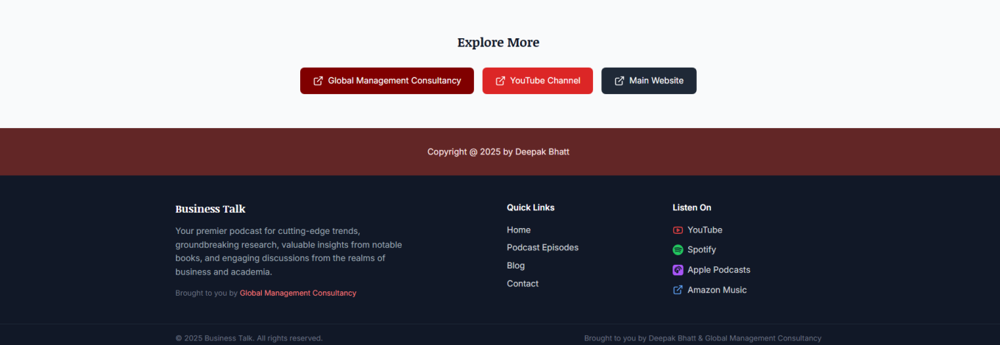 Explore More
Global Management Consultancy
YouTube Channel
Main Website
Copyright @ 2025 by Deepak Bhatt
Business Talk
Your premier podcast for cutting-edge trends,
groundbreaking research, valuable insights from notable
books, and engaging discussions from the realms of
business and academia.
Brought to you by Global Management Consultancy
Quick Links
Home
Podcast Episodes
Blog
Contact
Listen On
YouTube
Spotify
Apple Podcasts
Amazon Music
© 2025 Business Talk. All rights reserved.
Brought to you by Deepak Bhatt & Global Management Consultancy